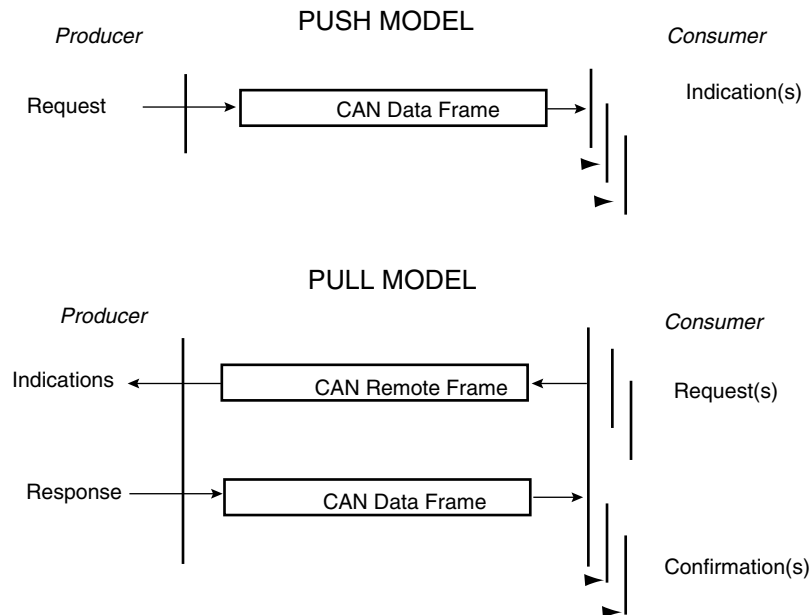 PUSH MODEL
Producer
Consumer
Request
CAN Data Frame
Indication(s)
PULL MODEL
Producer
Consumer
Indications
CAN Remote Frame
Request(s)
Response
CAN Data Frame
Confirmation(s)